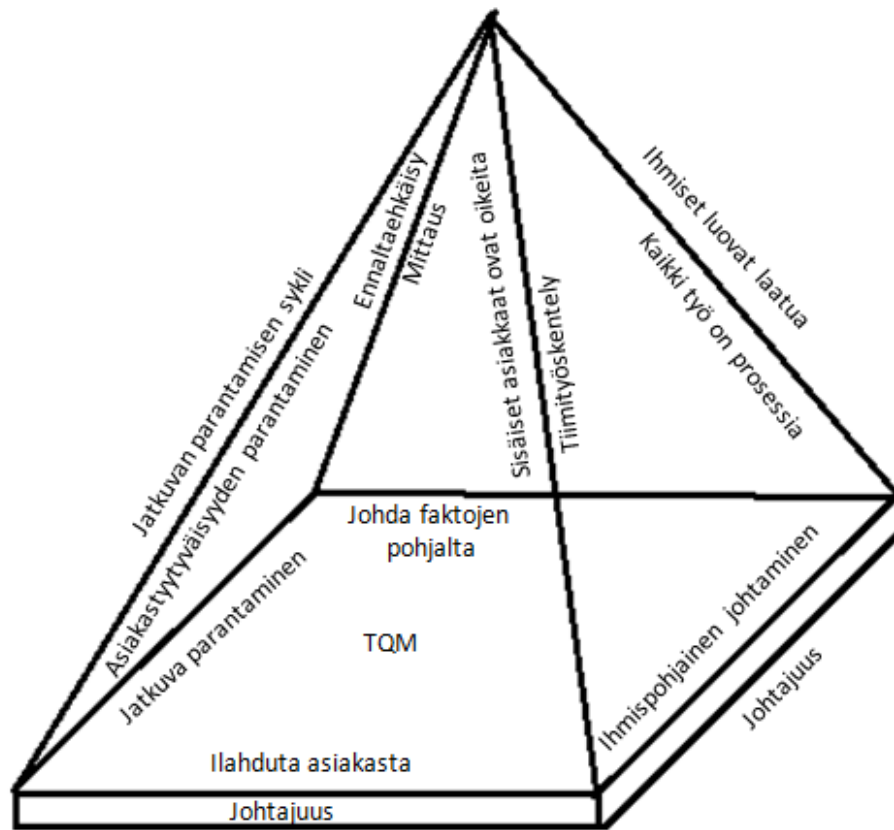 Jatkuvan parantamisen sykli
Asiakastyytyväisyyden parantaminen
Ennaltaehkäisy
Mittaus
Sisäiset asiakkaat ovat oikeita
Tiimityöskentely
Ihmiset luovat laatua
Kaikki työ on prosessia
Jatkuva parantaminen
Johda faktojen
pohjalta
TQM
Ihmispohjainen johtaminen
Johtajuus
Ilahduta asiakasta
Johtajuus